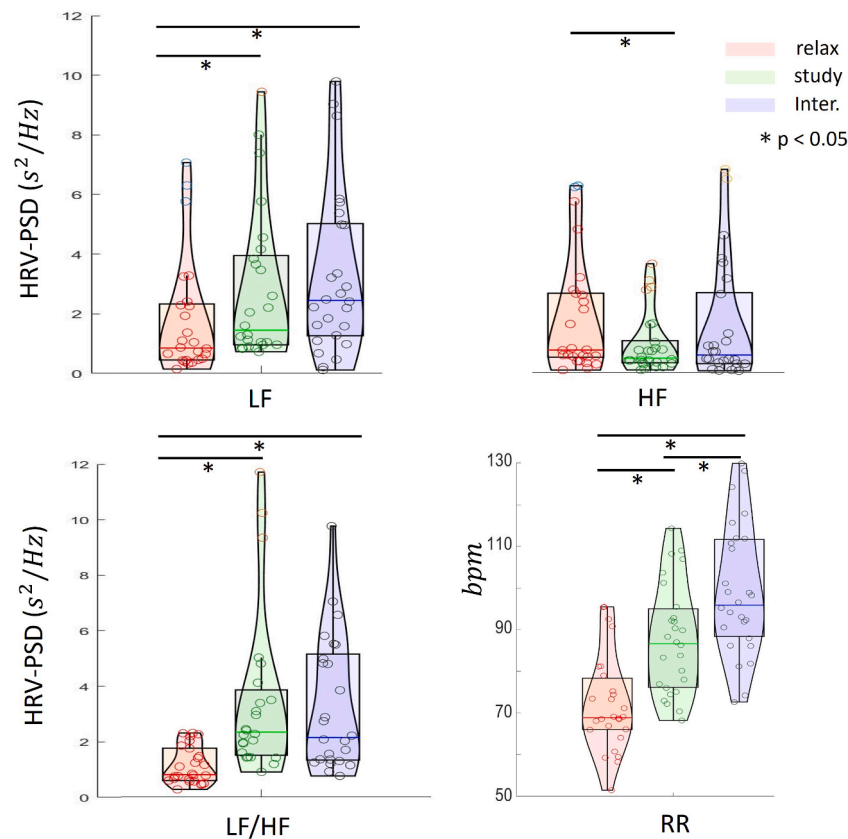 HRV-PSD (s²/Hz)
12
10
8
6
4
2
0
*
*
LF
*
HF
relax
study
Inter.
* p < 0.05
HRV-PSD (s²/Hz)
12
10
8
6
4
2
0
*
*
LF/HF
bpm
130
110
90
70
50
*
*
*
RR